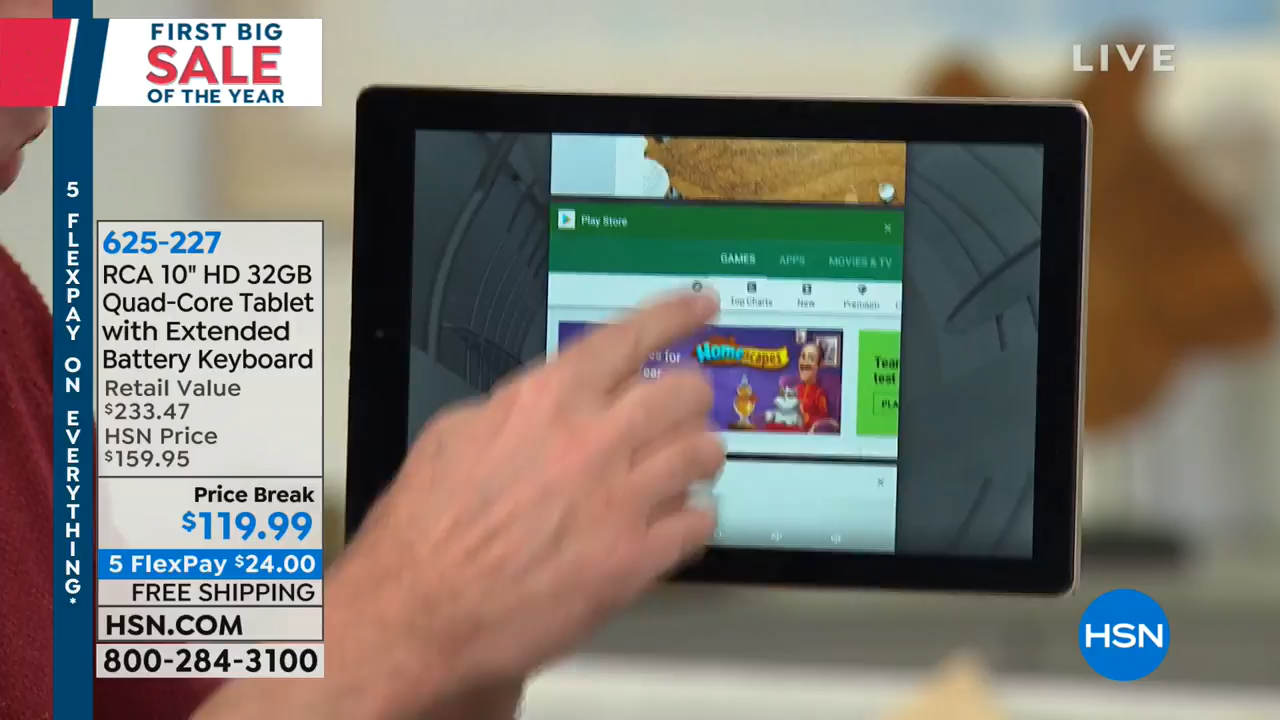 FIRST BIG
SALE
OF THE YEAR
LIVE
5 FLEXPAY ON EVERYTHING*
625-227
RCA 10" HD 32GB
Quad-Core Tablet
with Extended
Battery Keyboard
Retail Value
$233.47
HSN Price
$159.95
Price Break
$119.99
5 FlexPay $24.00
FREE SHIPPING
HSN.COM
800-284-3100
Play Store
GAMES APPS MOVIES & TV
Top Charts New Premium
for
Homescapes
test
HSN